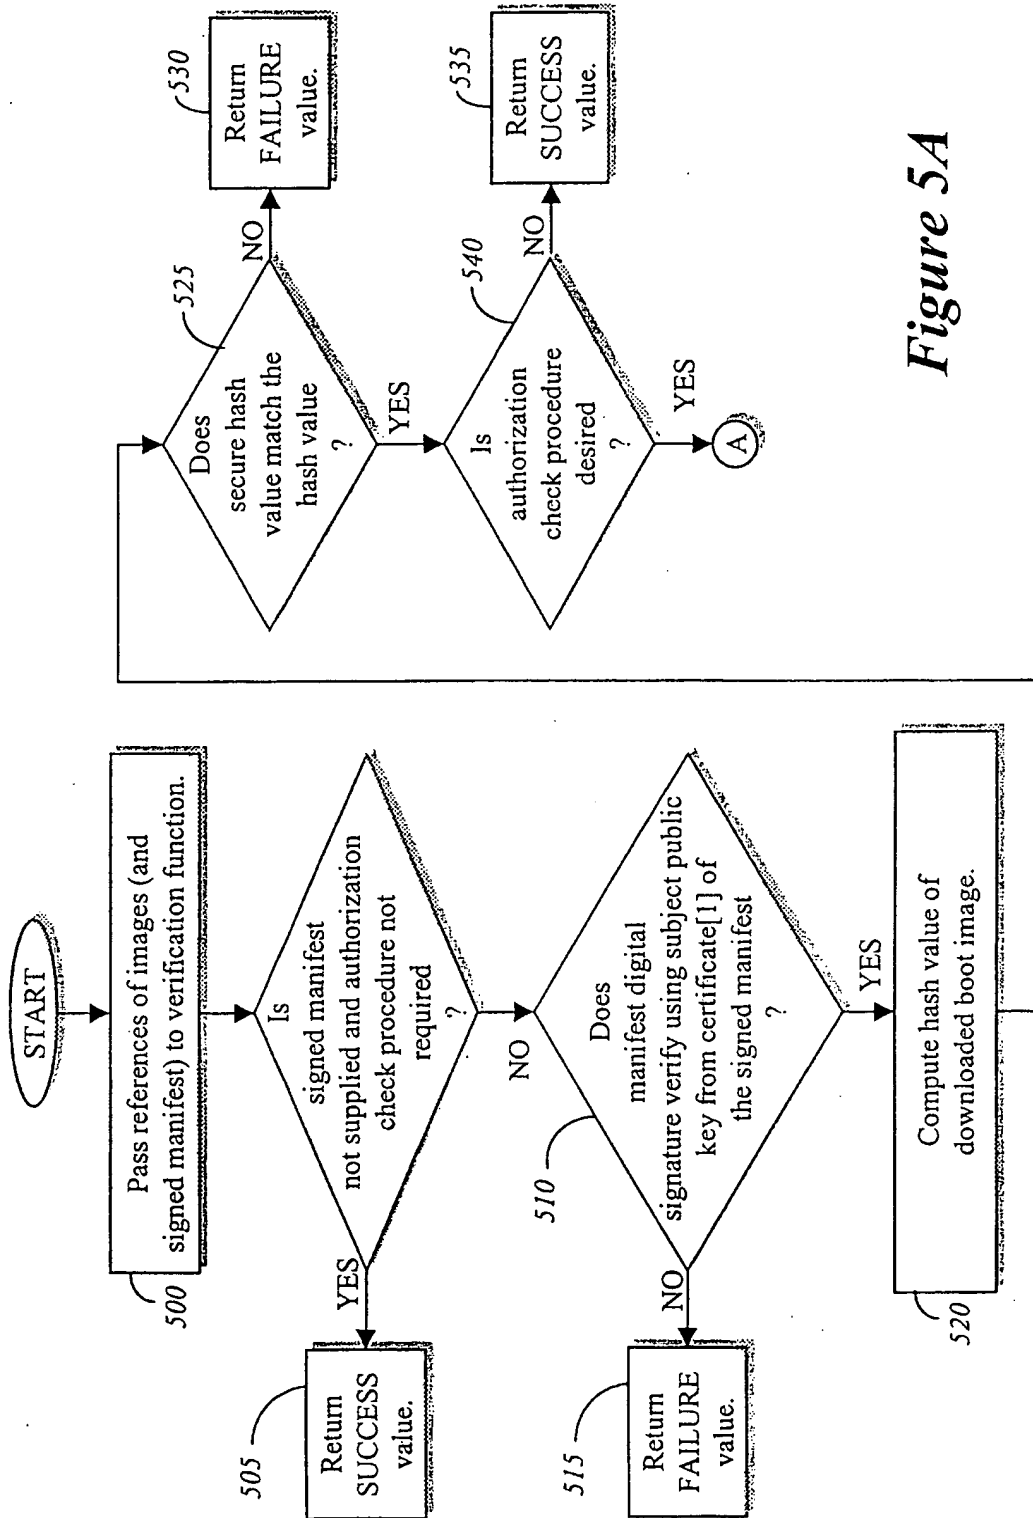 START
Pass references of images (and
signed manifest) to verification function.
500
Is
signed manifest
not supplied and authorization
check procedure not
required
?
YES
505
Return
SUCCESS
value.
NO
510
Does
manifest digital
signature verify using subject public
key from certificate[1] of
the signed manifest
?
NO
515
Return
FAILURE
value.
YES
Compute hash value of
downloaded boot image.
520
525
Does
secure hash
value match the
hash value
?
NO
530
Return
FAILURE
value.
YES
540
Is
authorization
check procedure
desired
?
NO
535
Return
SUCCESS
value.
YES
A
Figure 5A